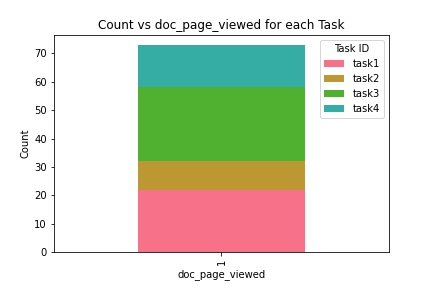 Count vs doc_page_viewed for each Task
Task ID
task1
task2
task3
task4
70
60
50
40
30
20
10
0
Count
1
doc_page_viewed